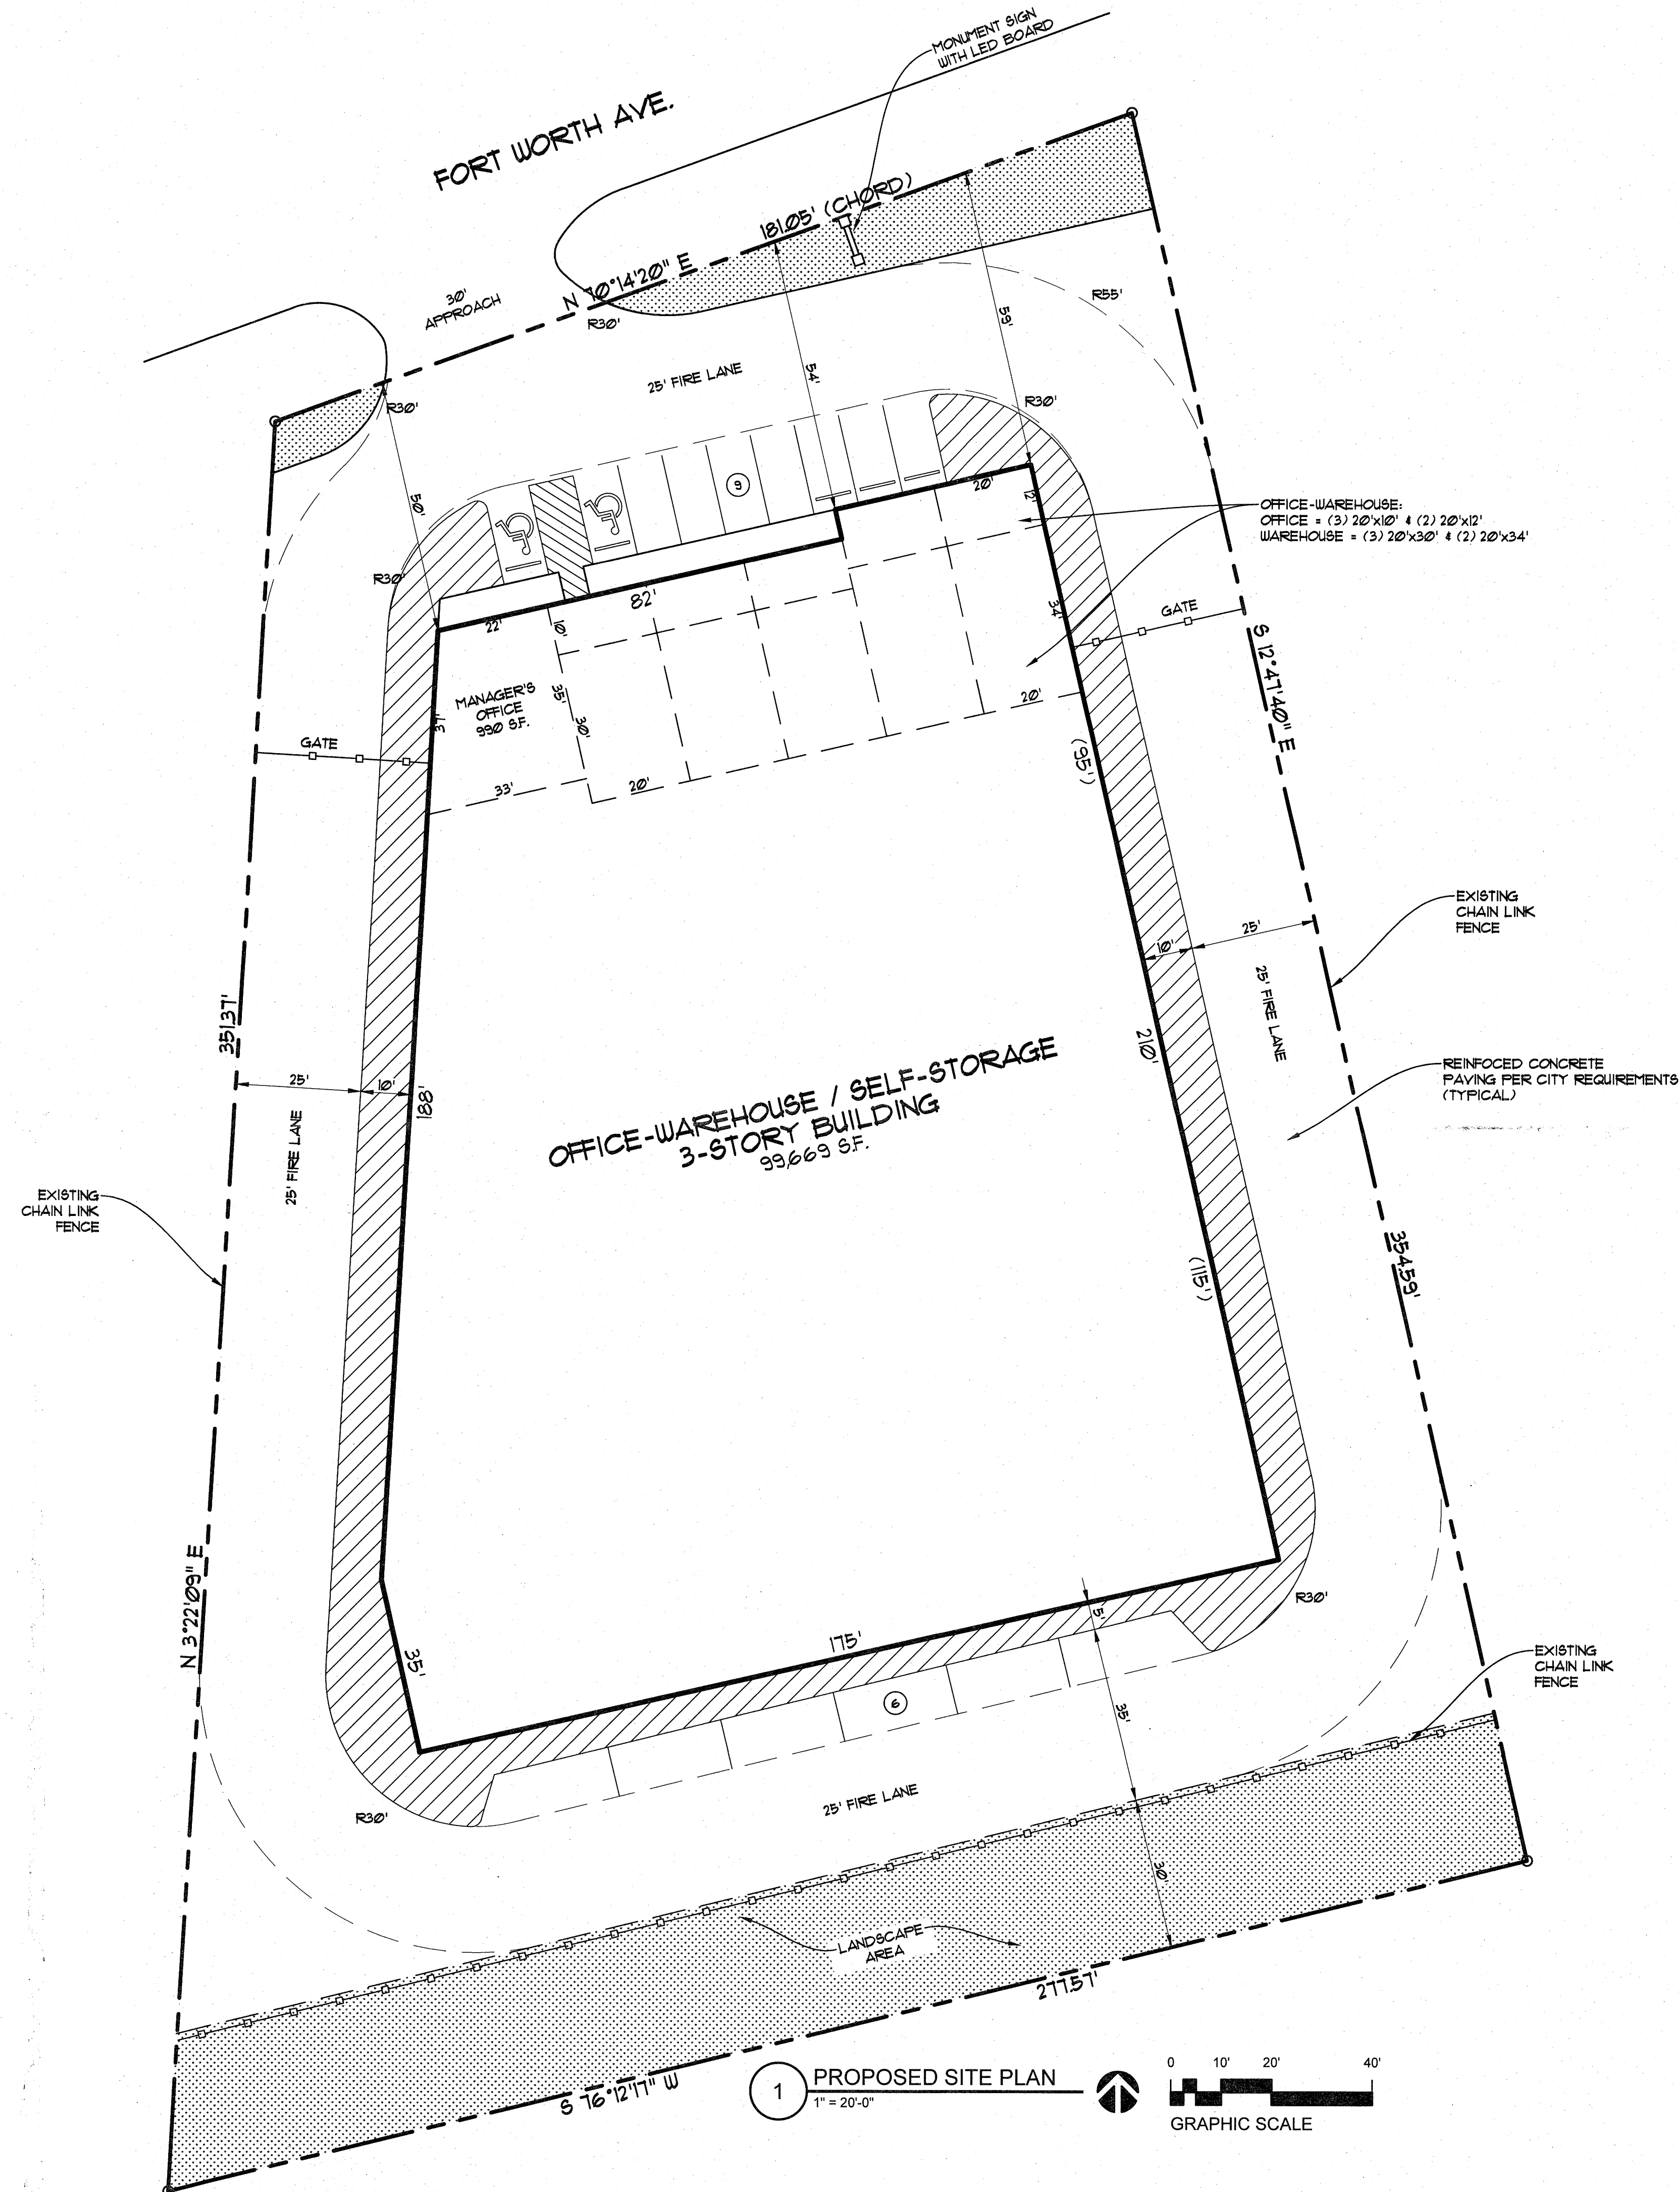 MONUMENT SIGN
WITH LED BOARD
FORT WORTH AVE.
N 70°14'20" E
181.05' (CHORD)
30'
APPROACH
R30'
R55'
59'
54'
25' FIRE LANE
R30'
R30'
50'
9
20'
12'
OFFICE-WAREHOUSE:
OFFICE = (3) 20'x10' & (2) 20'x12'
WAREHOUSE = (3) 20'x30' & (2) 20'x34'
R30'
82'
22'
10'
34'
GATE
S 12°47'40" E
MANAGER'S
OFFICE
990 S.F.
37'
35'
30'
20'
GATE
33'
20'
(95')
EXISTING
CHAIN LINK
FENCE
25'
10'
25' FIRE LANE
351.37'
210'
OFFICE-WAREHOUSE / SELF-STORAGE
3-STORY BUILDING
99,669 S.F.
REINFOCED CONCRETE
PAVING PER CITY REQUIREMENTS
(TYPICAL)
25'
10'
188'
25' FIRE LANE
EXISTING
CHAIN LINK
FENCE
(115')
354.59'
N 3°22'09" E
R30'
5'
175'
35'
EXISTING
CHAIN LINK
FENCE
6
35'
R30'
25' FIRE LANE
30'
LANDSCAPE
AREA
277.57'
S 76°12'17" W
1
PROPOSED SITE PLAN
1" = 20'-0"
0 10' 20' 40'
GRAPHIC SCALE